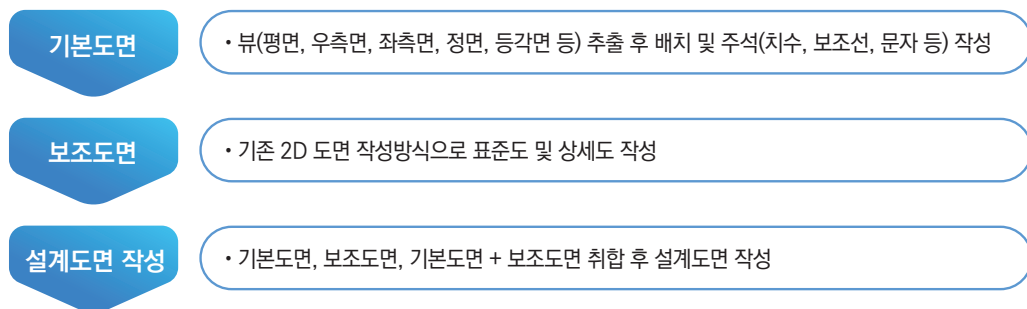 기본도면
• 뷰(평면, 우측면, 좌측면, 정면, 등각면 등) 추출 후 배치 및 주석(치수, 보조선, 문자 등) 작성
보조도면
• 기존 2D 도면 작성방식으로 표준도 및 상세도 작성
설계도면 작성
• 기본도면, 보조도면, 기본도면 + 보조도면 취합 후 설계도면 작성